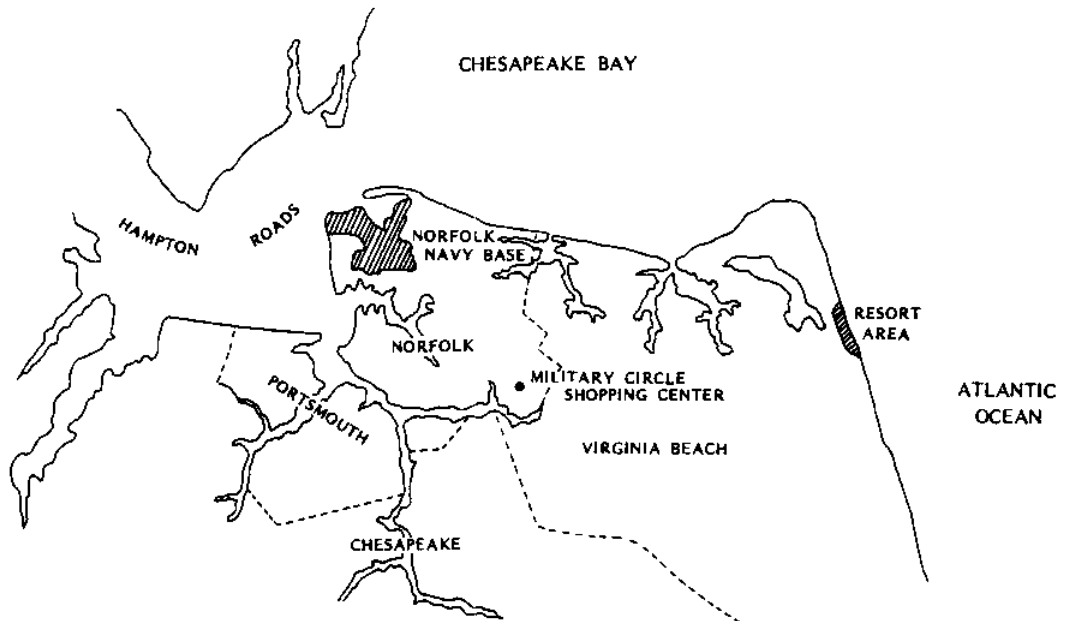 CHESAPEAKE BAY
HAMPTON
ROADS
NORFOLK
NAVY BASE
RESORT
AREA
NORFOLK
MILITARY CIRCLE
SHOPPING CENTER
PORTSMOUTH
ATLANTIC
OCEAN
VIRGINIA BEACH
CHESAPEAKE